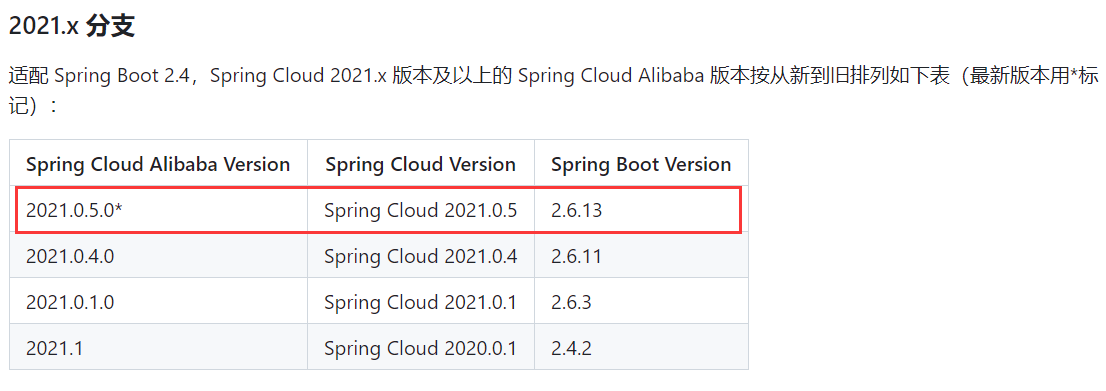 2021.x 分支
适配 Spring Boot 2.4，Spring Cloud 2021.x 版本及以上的 Spring Cloud Alibaba 版本按从新到旧排列如下表（最新版本用*标
记）：
Spring Cloud Alibaba Version Spring Cloud Version Spring Boot Version
2021.0.5.0* Spring Cloud 2021.0.5 2.6.13
2021.0.4.0 Spring Cloud 2021.0.4 2.6.11
2021.0.1.0 Spring Cloud 2021.0.1 2.6.3
2021.1 Spring Cloud 2020.0.1 2.4.2